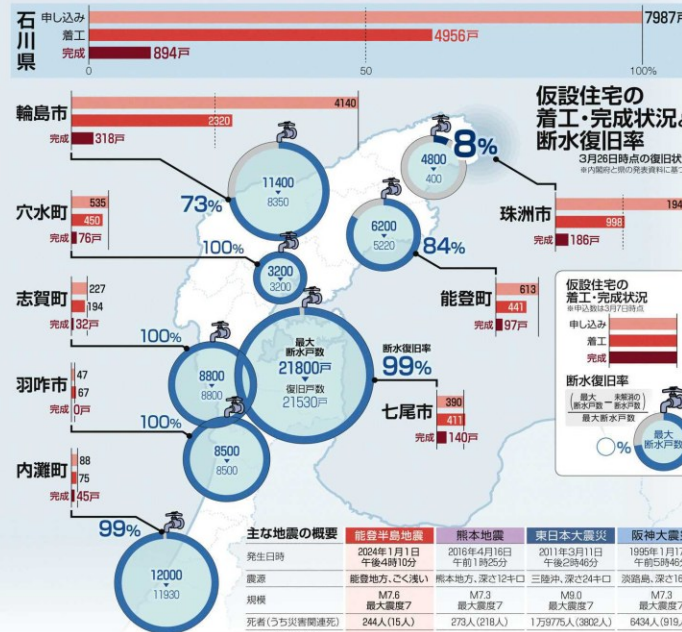 石川県
申し込み 7987戸
着工 4956戸
完成 894戸
0 50 100%
仮設住宅の
着工・完成状況
断水復旧率
3月26日時点の復旧状
※内閣府と県の発表資料に基づ
輪島市
4140
2320
完成 318戸
73%
11400
8350
穴水町
535
450
完成 76戸
100%
3200
3200
志賀町
227
194
完成 32戸
100%
8800
8800
羽咋市
47
67
完成 0戸
100%
8500
8500
内灘町
88
75
完成 45戸
99%
12000
11930
8%
4800
400
珠洲市
194
998
完成 186戸
84%
6200
5220
能登町
613
441
完成 97戸
最大
断水戸数
21800戸
復旧戸数
21530戸
断水復旧率
99%
七尾市
390
411
完成 140戸
仮設住宅の
着工・完成状況
※申込数は3月7日時点
申し込み
着工
完成
断水復旧率
(最大断水戸数 − 未解消の断水戸数)
最大断水戸数
○%
最大
断水戸数
主な地震の概要 能登半島地震 熊本地震 東日本大震災 阪神大震
発生日時 2024年1月1日 午後4時10分 2016年4月16日 午前1時25分 2011年3月11日 午後2時46分 1995年1月17 午前5時46
震源 能登地方、ごく浅い 熊本地方、深さ12キロ 三陸沖、深さ24キロ 淡路島、深さ16
規模 M7.6 最大震度7 M7.3 最大震度7 M9.0 最大震度7 M7.3 最大震度7
死者(うち災害関連死) 244人(15人) 273人(218人) 1万9775人(3802人) 6434人(919人